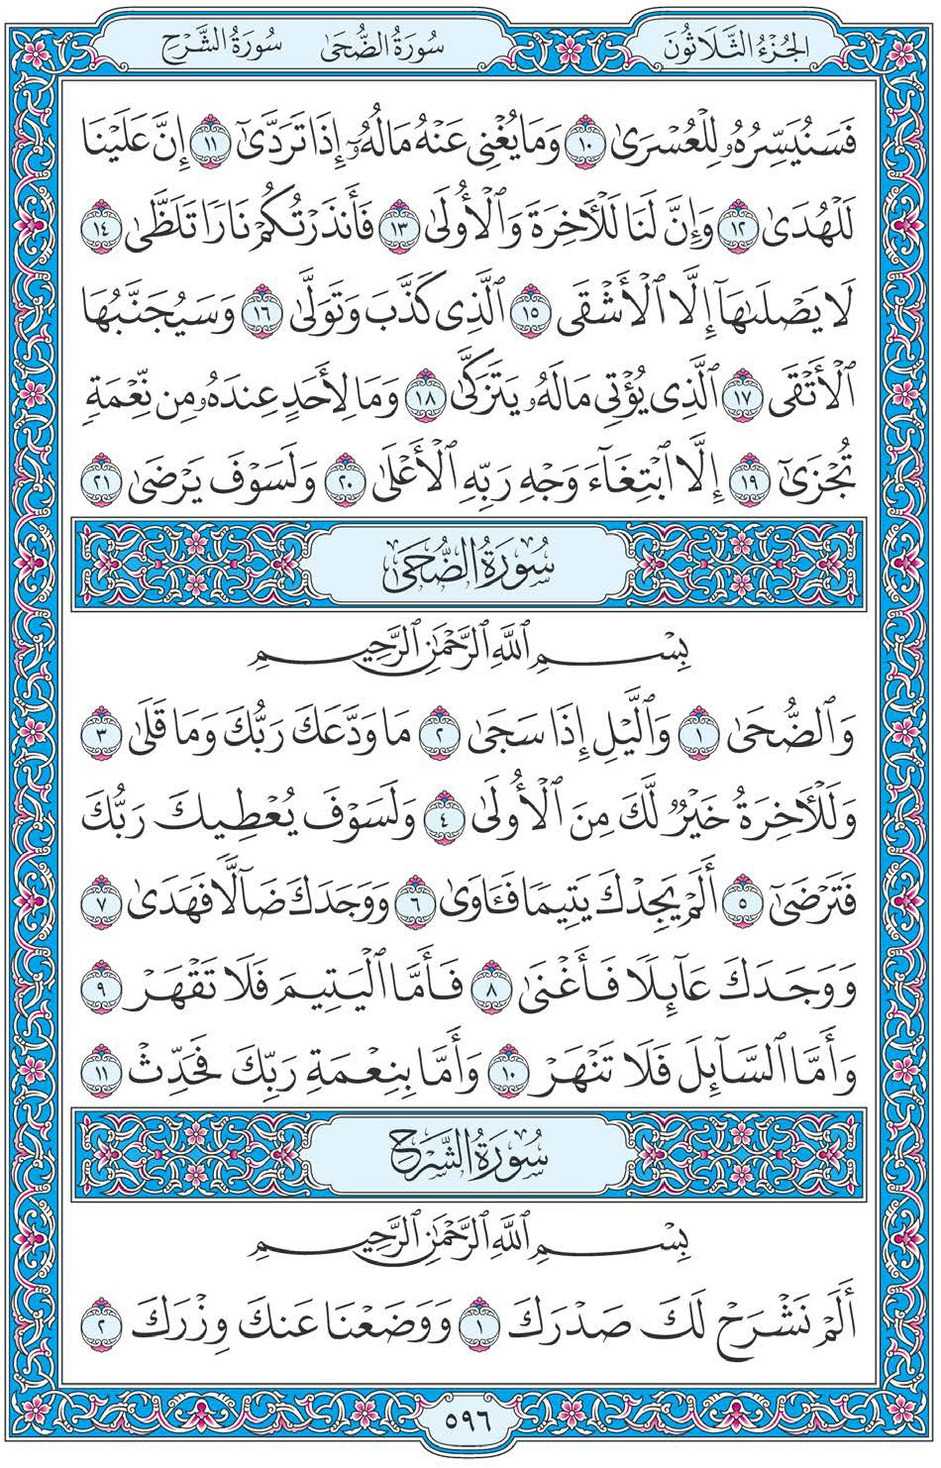 الجُزْءُ الثَّلَاثُونَ سُورَةُ الضُّحَىٰ سُورَةُ الشَّرْحِ
فَسَنُيَسِّرُهُۥ لِلْعُسْرَىٰ ١٠ وَمَا يُغْنِى عَنْهُ مَالُهُۥٓ إِذَا تَرَدَّىٰٓ ١١ إِنَّ عَلَيْنَا
لَلْهُدَىٰ ١٢ وَإِنَّ لَنَا لَلْأَخِرَةَ وَٱلْأُولَىٰ ١٣ فَأَنذَرْتُكُمْ نَارًا تَلَظَّىٰ ١٤
لَا يَصْلَىٰهَآ إِلَّا ٱلْأَشْقَى ١٥ ٱلَّذِى كَذَّبَ وَتَوَلَّىٰ ١٦ وَسَيُجَنَّبُهَا
ٱلْأَتْقَى ١٧ ٱلَّذِى يُؤْتِى مَالَهُۥ يَتَزَكَّىٰ ١٨ وَمَا لِأَحَدٍ عِندَهُۥ مِن نِّعْمَةٍ
تُجْزَىٰٓ ١٩ إِلَّا ٱبْتِغَآءَ وَجْهِ رَبِّهِ ٱلْأَعْلَىٰ ٢٠ وَلَسَوْفَ يَرْضَىٰ ٢١
سُورَةُ الضُّحَىٰ
بِسْمِ ٱللَّهِ ٱلرَّحْمَٰنِ ٱلرَّحِيمِ
وَٱلضُّحَىٰ ١ وَٱلَّيْلِ إِذَا سَجَىٰ ٢ مَا وَدَّعَكَ رَبُّكَ وَمَا قَلَىٰ ٣
وَلَلْأَخِرَةُ خَيْرٌ لَّكَ مِنَ ٱلْأُولَىٰ ٤ وَلَسَوْفَ يُعْطِيكَ رَبُّكَ
فَتَرْضَىٰٓ ٥ أَلَمْ يَجِدْكَ يَتِيمًا فَـَٔاوَىٰ ٦ وَوَجَدَكَ ضَآلًّا فَهَدَىٰ ٧
وَوَجَدَكَ عَآئِلًا فَأَغْنَىٰ ٨ فَأَمَّا ٱلْيَتِيمَ فَلَا تَقْهَرْ ٩
وَأَمَّا ٱلسَّآئِلَ فَلَا تَنْهَرْ ١٠ وَأَمَّا بِنِعْمَةِ رَبِّكَ فَحَدِّثْ ١١
سُورَةُ الشَّرْحِ
بِسْمِ ٱللَّهِ ٱلرَّحْمَٰنِ ٱلرَّحِيمِ
أَلَمْ نَشْرَحْ لَكَ صَدْرَكَ ١ وَوَضَعْنَا عَنكَ وِزْرَكَ ٢
٥٩٦